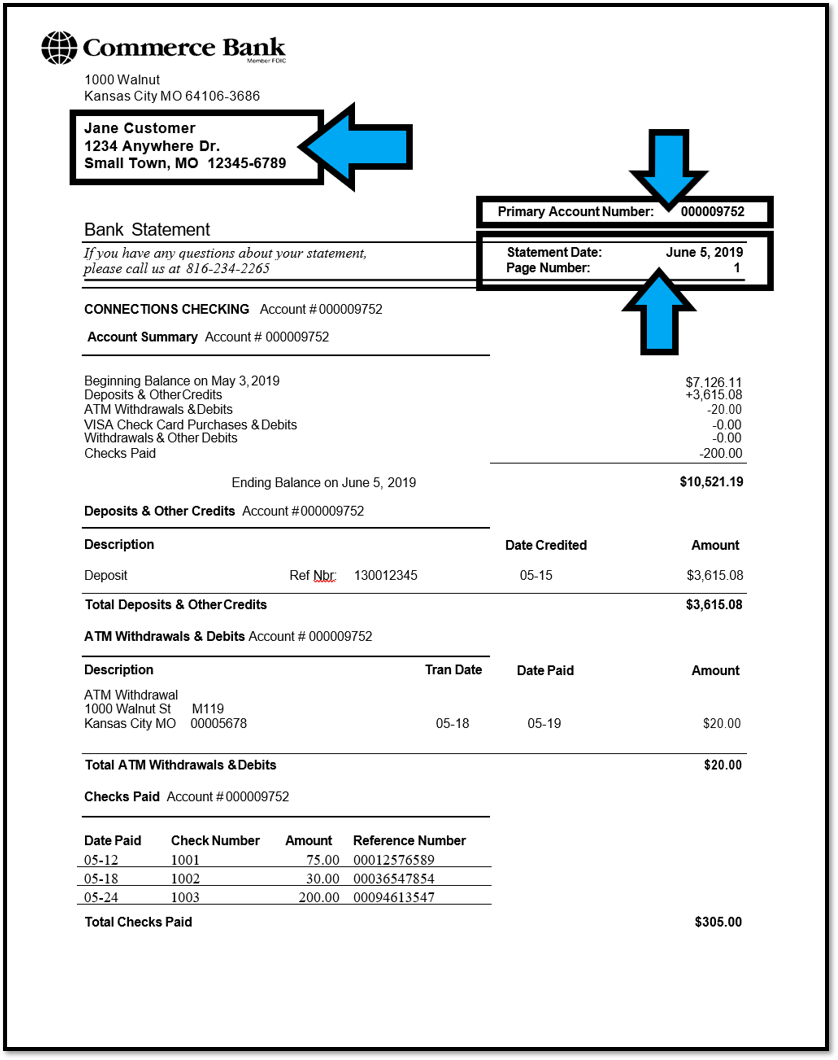 Commerce Bank
Member FDIC
1000 Walnut
Kansas City MO 64106-3686
Jane Customer
1234 Anywhere Dr.
Small Town, MO 12345-6789
Primary Account Number: 000009752
Bank Statement
If you have any questions about your statement,
please call us at 816-234-2265
Statement Date: June 5, 2019
Page Number: 1
CONNECTIONS CHECKING Account # 000009752
Account Summary Account # 000009752
Beginning Balance on May 3, 2019 $7,126.11
Deposits & Other Credits +3,615.08
ATM Withdrawals & Debits -20.00
VISA Check Card Purchases & Debits -0.00
Withdrawals & Other Debits -0.00
Checks Paid -200.00
Ending Balance on June 5, 2019 $10,521.19
Deposits & Other Credits Account # 000009752
Description Date Credited Amount
Deposit Ref Nbr: 130012345 05-15 $3,615.08
Total Deposits & Other Credits $3,615.08
ATM Withdrawals & Debits Account # 000009752
Description Tran Date Date Paid Amount
ATM Withdrawal
1000 Walnut St M119
Kansas City MO 00005678 05-18 05-19 $20.00
Total ATM Withdrawals & Debits $20.00
Checks Paid Account # 000009752
Date Paid Check Number Amount Reference Number
05-12 1001 75.00 00012576589
05-18 1002 30.00 00036547854
05-24 1003 200.00 00094613547
Total Checks Paid $305.00